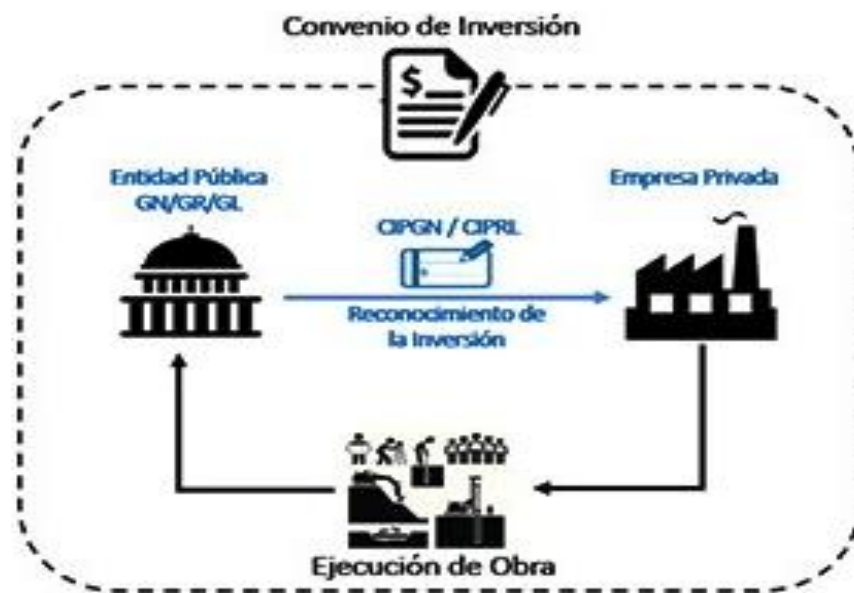 Convenio de Inversión
$
Entidad Pública
GN/GR/GL
Empresa Privada
CIPGN / CIPRL
Reconocimiento de
la Inversión
Ejecución de Obra